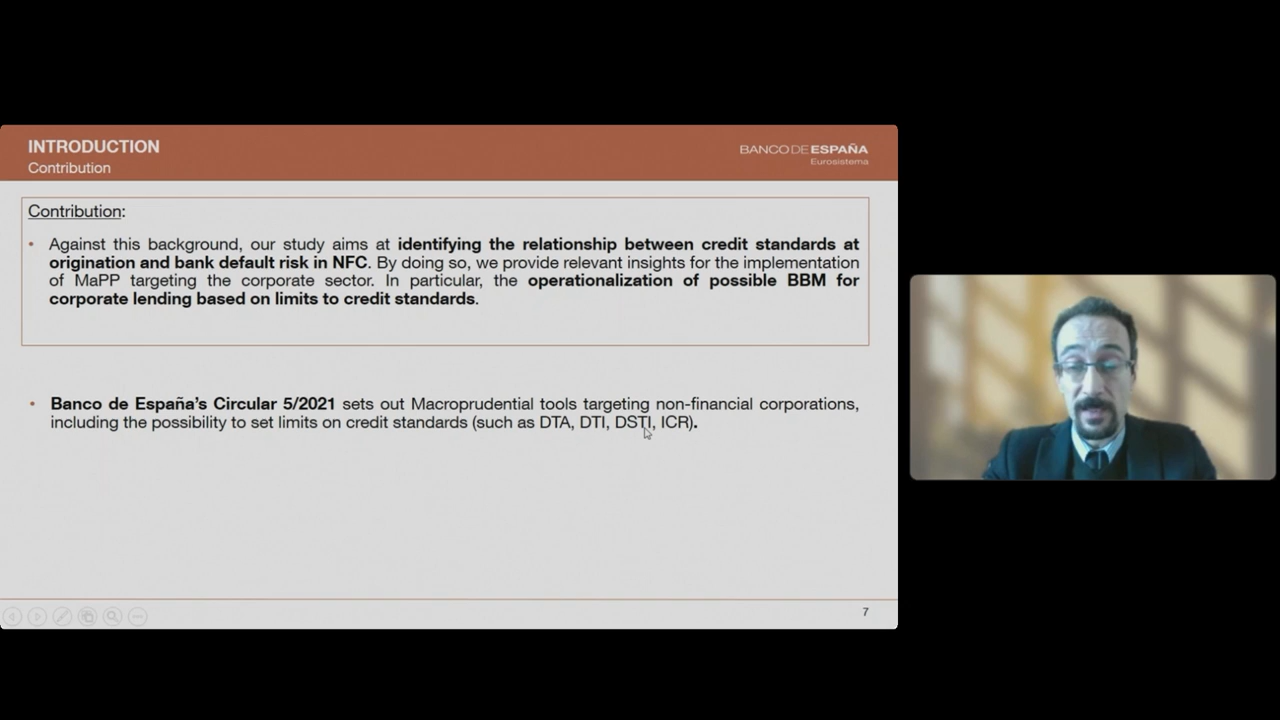 INTRODUCTION
Contribution
BANCO DE ESPAÑA
Eurosistema
Contribution:
• Against this background, our study aims at identifying the relationship between credit standards at
origination and bank default risk in NFC. By doing so, we provide relevant insights for the implementation
of MaPP targeting the corporate sector. In particular, the operationalization of possible BBM for
corporate lending based on limits to credit standards.
• Banco de España's Circular 5/2021 sets out Macroprudential tools targeting non-financial corporations,
including the possibility to set limits on credit standards (such as DTA, DTI, DSTI, ICR).
7